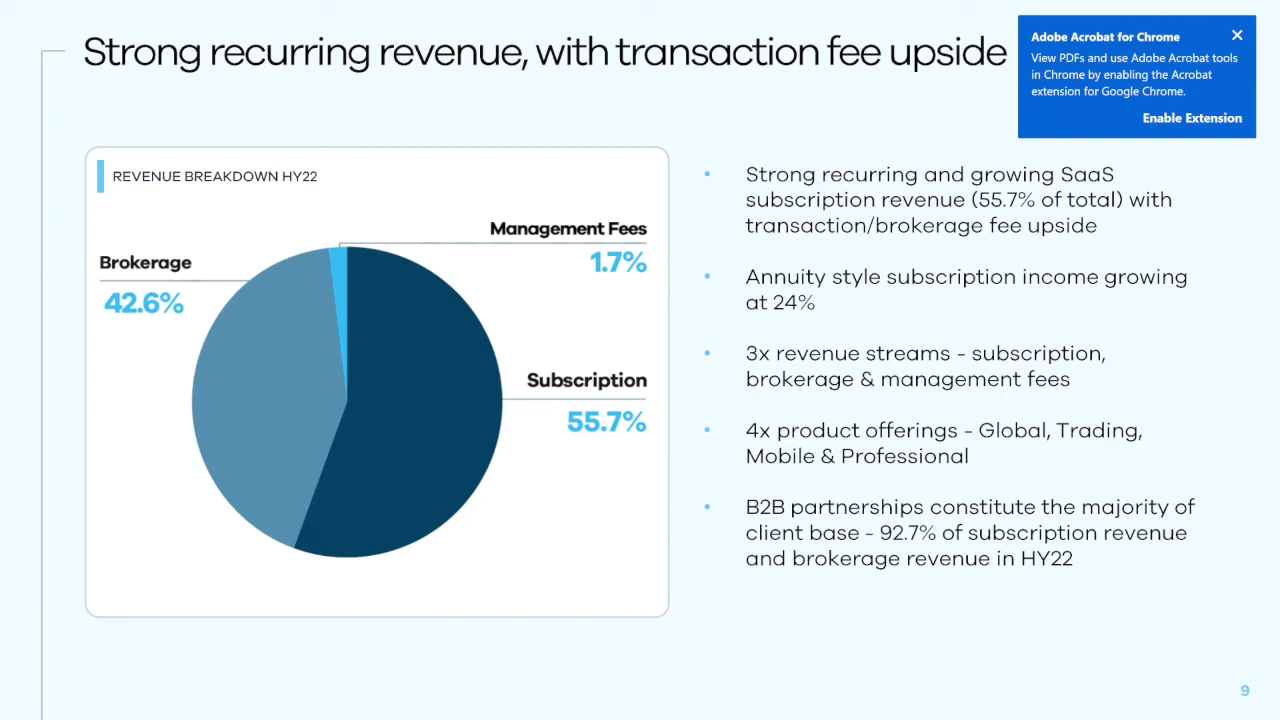 Strong recurring revenue, with transaction fee upside
Adobe Acrobat for Chrome
View PDFs and use Adobe Acrobat tools
in Chrome by enabling the Acrobat
extension for Google Chrome.
Enable Extension
REVENUE BREAKDOWN HY22
Management Fees
1.7%
Brokerage
42.6%
Subscription
55.7%
• Strong recurring and growing SaaS
subscription revenue (55.7% of total) with
transaction/brokerage fee upside
• Annuity style subscription income growing
at 24%
• 3x revenue streams - subscription,
brokerage & management fees
• 4x product offerings - Global, Trading,
Mobile & Professional
• B2B partnerships constitute the majority of
client base - 92.7% of subscription revenue
and brokerage revenue in HY22
9